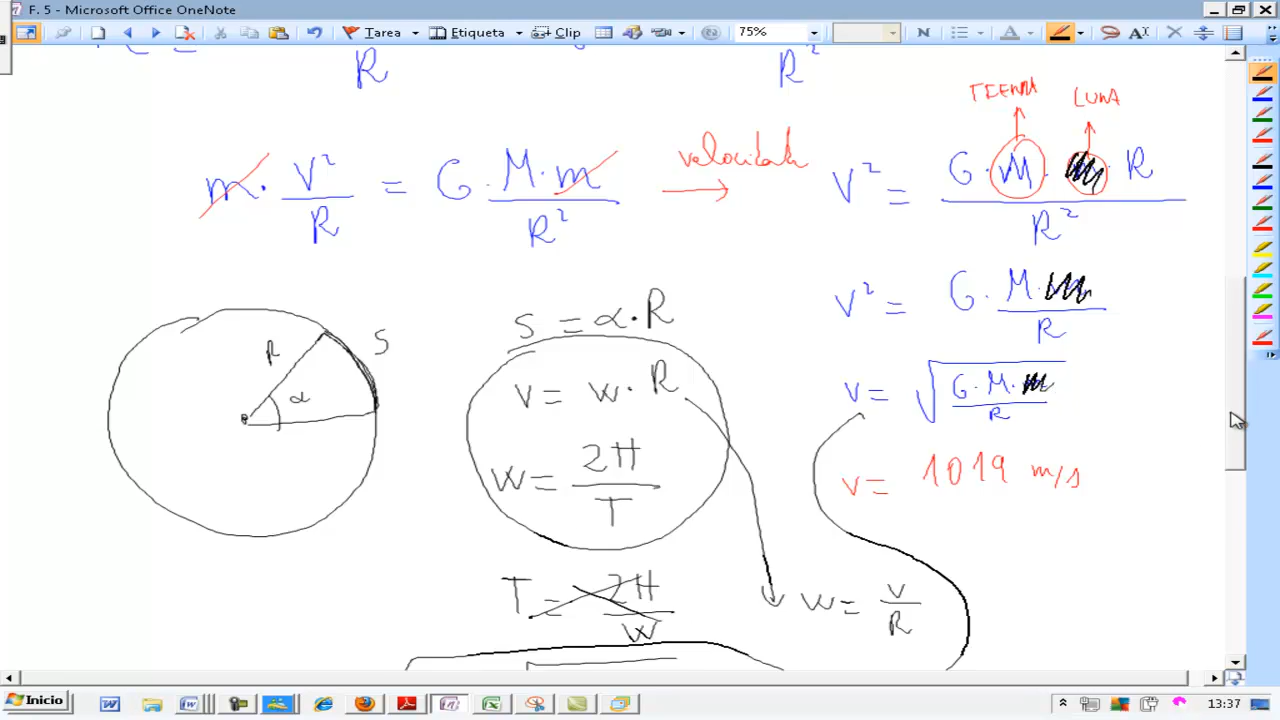 F. 5 - Microsoft Office OneNote
Tarea Etiqueta Clip 75% N A
R R²
TIERRA LUNA
m · V²/R = G · M·m/R² velocidad V² = G · M · R / R²
V² = G · M / R
S = α·R
R α S
v = w · R
v = √(G·M/R)
w = 2π/T
v = 1019 m/s
T = 2π/w
w = v/R
Inicio 13:37